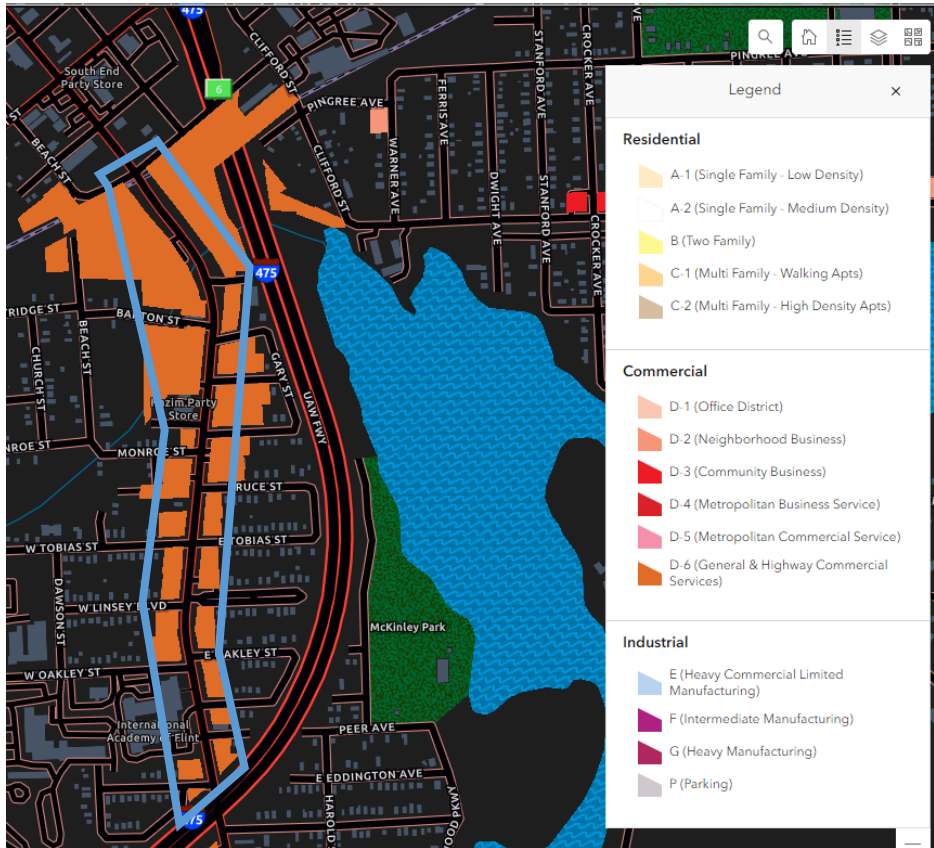 475
South End
Party Store
6
CLIFFORD ST
PINGREE AVE
PINGREE AVE
STANFORD AVE
CROCKER AVE
FERRIS AVE
WARNER AVE
BEACH ST
CLIFFORD ST
DWIGHT AVE
STANFORD AVE
CROCKER AVE
475
BARTON ST
CHURCH ST
BEACH ST
GARY ST
UAW FWY
Party
Store
MONROE ST
E TOBIAS ST
W TOBIAS ST
DAWSON ST
W LINSEY BLVD
McKinley Park
W OAKLEY ST
International
Academy of Flint
PEER AVE
E EDDINGTON AVE
475
Legend
Residential
A-1 (Single Family - Low Density)
A-2 (Single Family - Medium Density)
B (Two Family)
C-1 (Multi Family - Walking Apts)
C-2 (Multi Family - High Density Apts)
Commercial
D-1 (Office District)
D-2 (Neighborhood Business)
D-3 (Community Business)
D-4 (Metropolitan Business Service)
D-5 (Metropolitan Commercial Service)
D-6 (General & Highway Commercial
Services)
Industrial
E (Heavy Commercial Limited
Manufacturing)
F (Intermediate Manufacturing)
G (Heavy Manufacturing)
P (Parking)